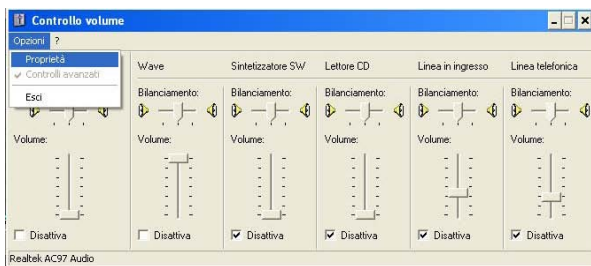 Controllo volume
Opzioni ?
Proprietà
Controlli avanzati
Esci
Wave Sintetizzatore SW Lettore CD Linea in ingresso Linea telefonica
Bilanciamento: Bilanciamento: Bilanciamento: Bilanciamento: Bilanciamento:
Volume: Volume: Volume: Volume: Volume: Volume:
Disattiva Disattiva Disattiva Disattiva Disattiva Disattiva
Realtek AC97 Audio